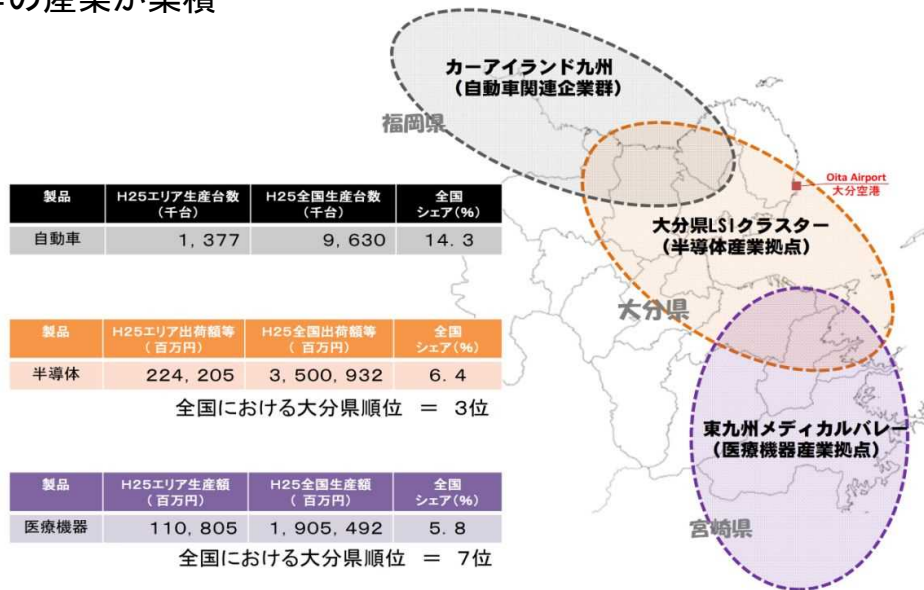 の産業が集積
カーアイランド九州
（自動車関連企業群）
福岡県
Oita Airport
大分空港
大分県LSIクラスター
（半導体産業拠点）
大分県
東九州メディカルバレー
（医療機器産業拠点）
宮崎県
製品 H25エリア生産台数（千台） H25全国生産台数（千台） 全国シェア(%)
自動車 1, 377 9, 630 14. 3
製品 H25エリア出荷額等（百万円） H25全国出荷額等（百万円） 全国シェア(%)
半導体 224, 205 3, 500, 932 6. 4
全国における大分県順位 ＝ 3位
製品 H25エリア生産額（百万円） H25全国生産額（百万円） 全国シェア(%)
医療機器 110, 805 1, 905, 492 5. 8
全国における大分県順位 ＝ 7位